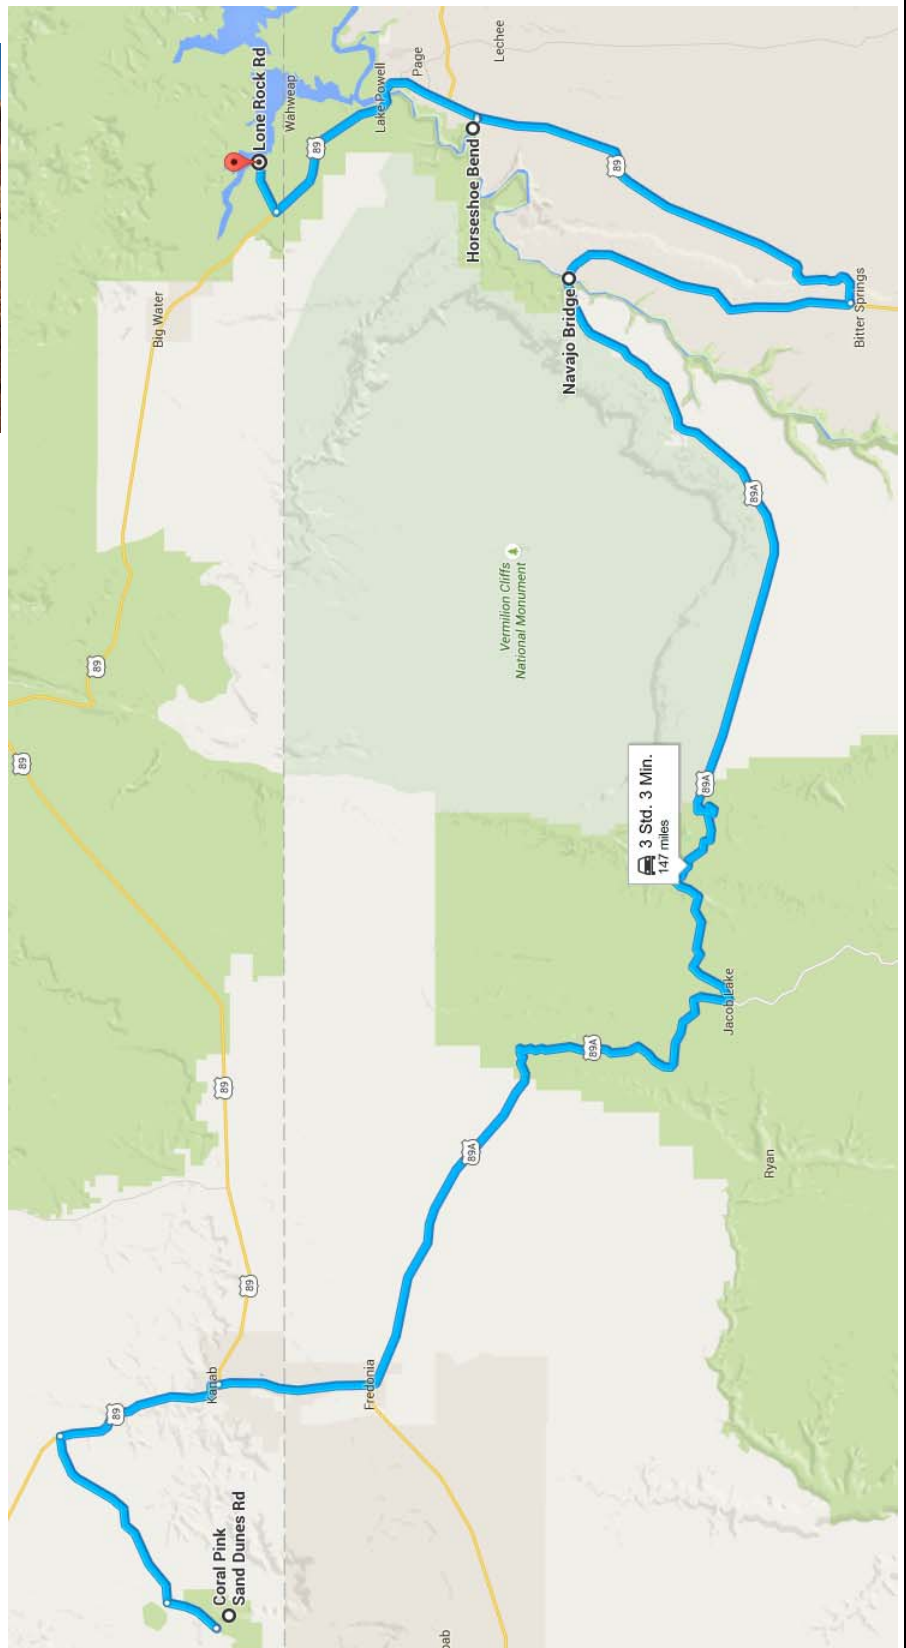 89
89
89
Big Water
Kanab
Coral Pink
Sand Dunes Rd
89
89
Lone Rock Rd
Wahweap
89
Fredonia
Lake Powell
Page
89A
Horseshoe Bend
Lechee
Vermilion Cliffs
National Monument
Navajo Bridge
89A
89
3 Std. 3 Min.
147 miles
89A
Jacob Lake
89A
Ryan
Bitter Springs